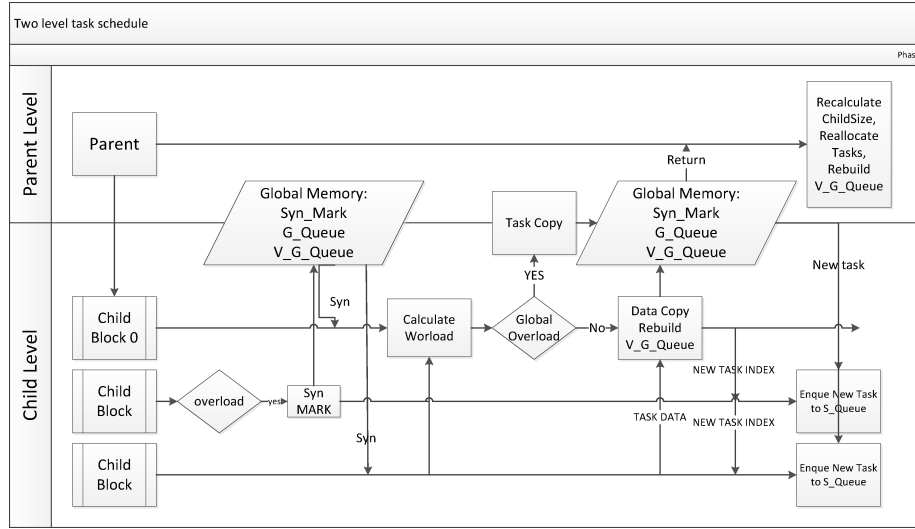 Two level task schedule
Phas
Parent Level
Parent
Recalculate
ChildSize,
Reallocate
Tasks,
Rebuild
V_G_Queue
Return
Global Memory:
Syn_Mark
G_Queue
V_G_Queue
Task Copy
Global Memory:
Syn_Mark
G_Queue
V_G_Queue
Child Level
New task
YES
Syn
Child
Block 0
Calculate
Worload
Global
Overload
No
Data Copy
Rebuild
V_G_Queue
NEW TASK INDEX
Child
Block
overload
yes
Syn
MARK
Enque New Task
to S_Queue
TASK DATA
NEW TASK INDEX
Syn
Child
Block
Enque New Task
to S_Queue